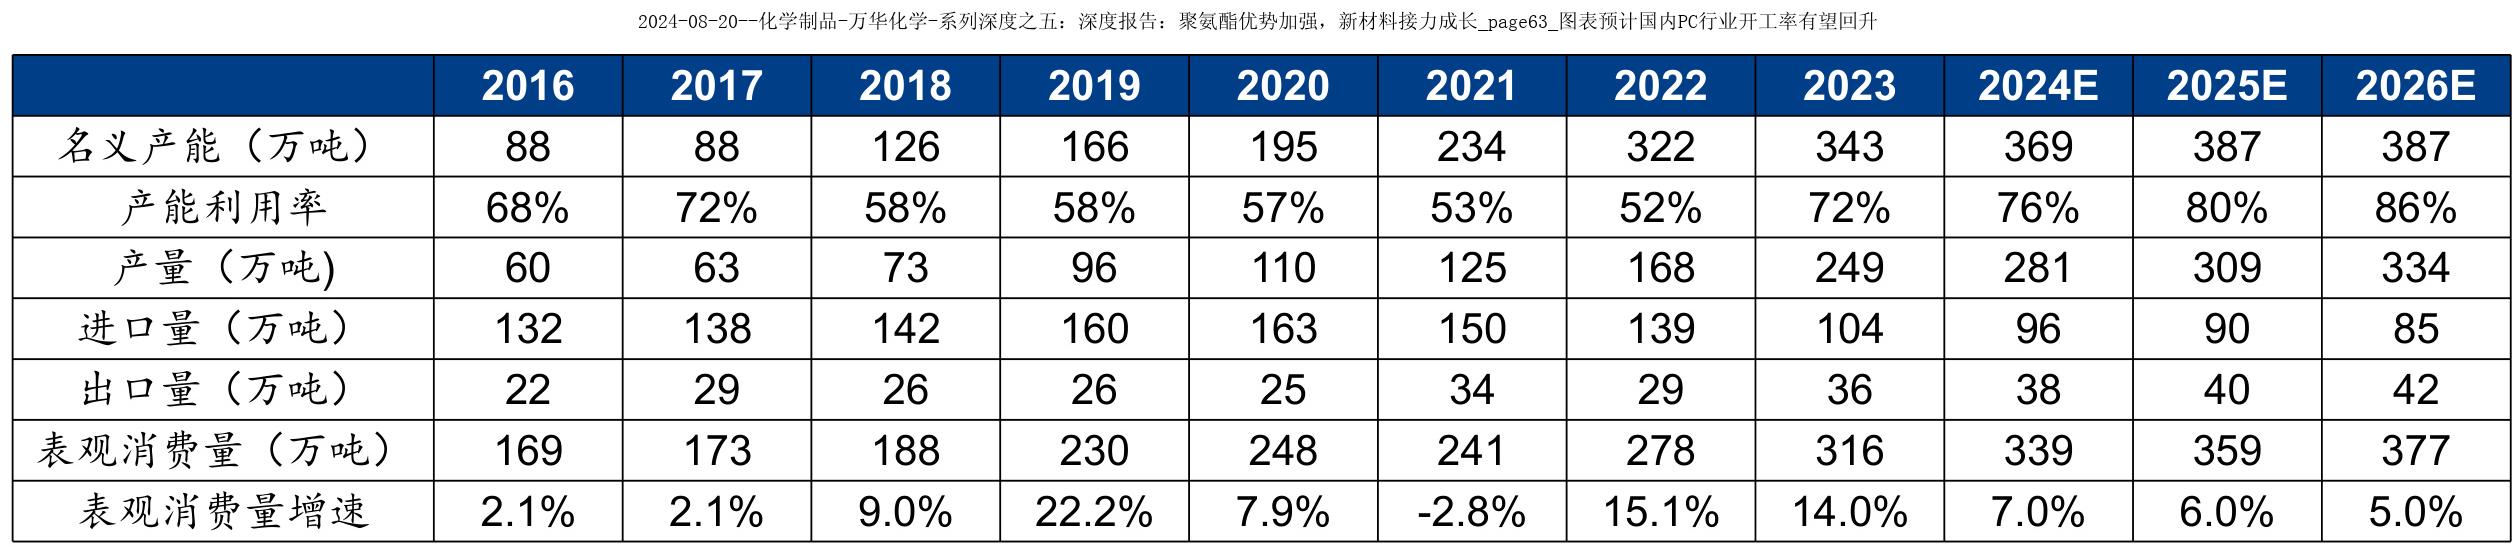 2024-08-20--化学制品-万华化学-系列深度之五：深度报告：聚氨酯优势加强，新材料接力成长_page63_图表预计国内PC行业开工率有望回升
2016 2017 2018 2019 2020 2021 2022 2023 2024E 2025E 2026E
名义产能（万吨） 88 88 126 166 195 234 322 343 369 387 387
产能利用率 68% 72% 58% 58% 57% 53% 52% 72% 76% 80% 86%
产量（万吨) 60 63 73 96 110 125 168 249 281 309 334
进口量（万吨） 132 138 142 160 163 150 139 104 96 90 85
出口量（万吨） 22 29 26 26 25 34 29 36 38 40 42
表观消费量（万吨） 169 173 188 230 248 241 278 316 339 359 377
表观消费量增速 2.1% 2.1% 9.0% 22.2% 7.9% -2.8% 15.1% 14.0% 7.0% 6.0% 5.0%